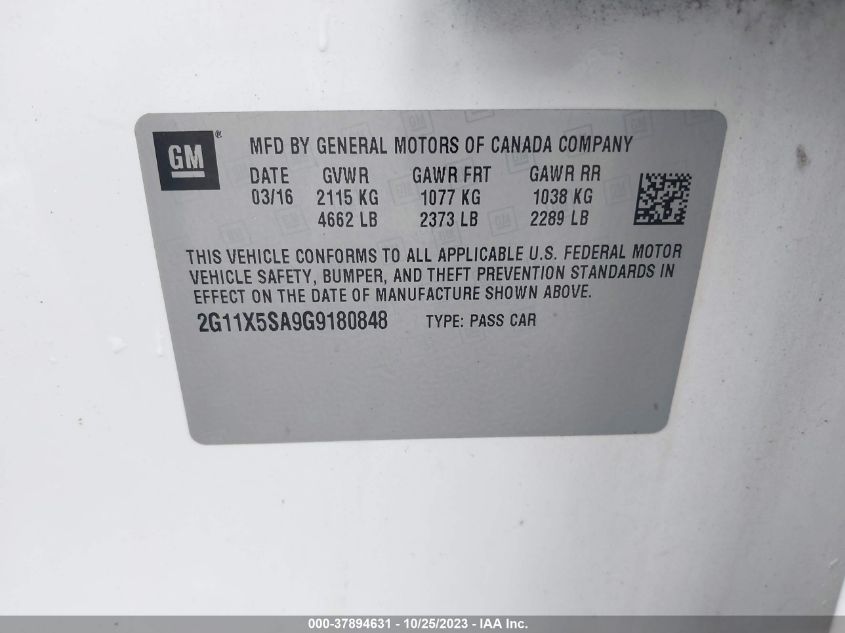 GM®
MFD BY GENERAL MOTORS OF CANADA COMPANY
DATE GVWR GAWR FRT GAWR RR
03/16 2115 KG 1077 KG 1038 KG
4662 LB 2373 LB 2289 LB
THIS VEHICLE CONFORMS TO ALL APPLICABLE U.S. FEDERAL MOTOR
VEHICLE SAFETY, BUMPER, AND THEFT PREVENTION STANDARDS IN
EFFECT ON THE DATE OF MANUFACTURE SHOWN ABOVE.
2G11X5SA9G9180848 TYPE: PASS CAR
000-37894631 - 10/25/2023 - IAA Inc.